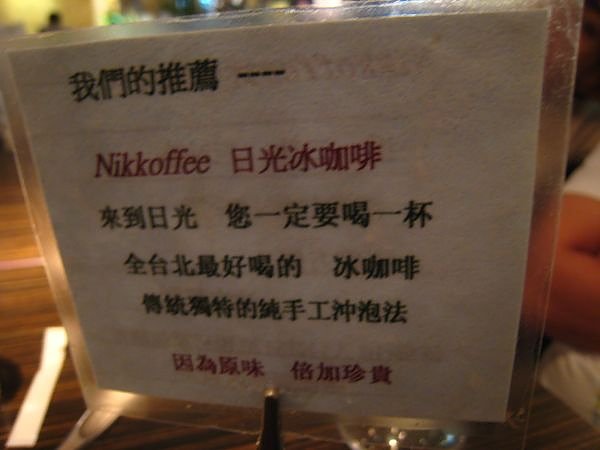 我們的推薦 ----
Nikkoffee 日光冰咖啡
來到日光 您一定要喝一杯
全台北最好喝的 冰咖啡
傳統獨特的純手工沖泡法
因為原味 倍加珍貴